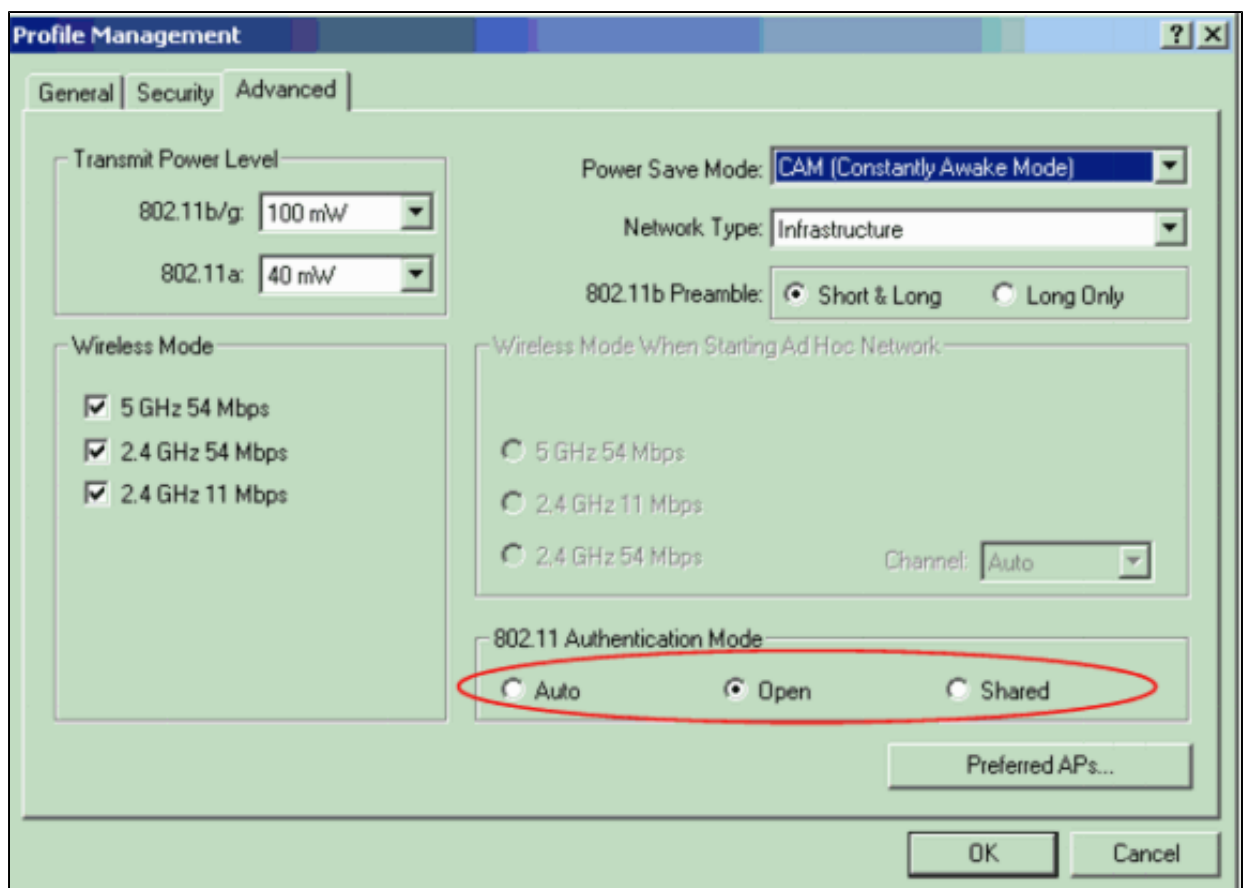 Profile Management
General Security Advanced
Transmit Power Level
802.11b/g: 100 mW
802.11a: 40 mW
Power Save Mode: CAM (Constantly Awake Mode)
Network Type: Infrastructure
802.11b Preamble: Short & Long Long Only
Wireless Mode
5 GHz 54 Mbps
2.4 GHz 54 Mbps
2.4 GHz 11 Mbps
Wireless Mode When Starting Ad Hoc Network
5 GHz 54 Mbps
2.4 GHz 11 Mbps
2.4 GHz 54 Mbps
Channel: Auto
802.11 Authentication Mode
Auto Open Shared
Preferred APs...
OK Cancel